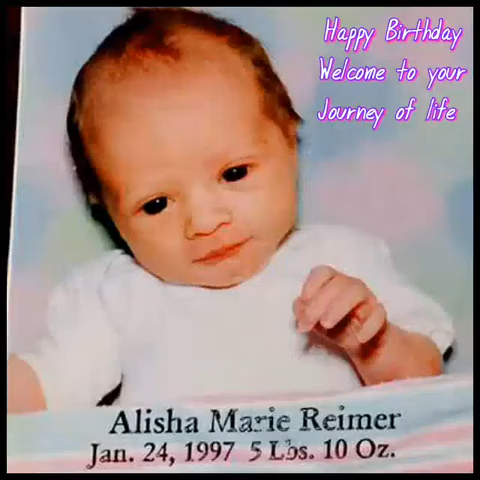 Happy Birthday
Welcome to your
Journey of life
Alisha Marie Reimer
Jan. 24, 1997 5 Lbs. 10 Oz.